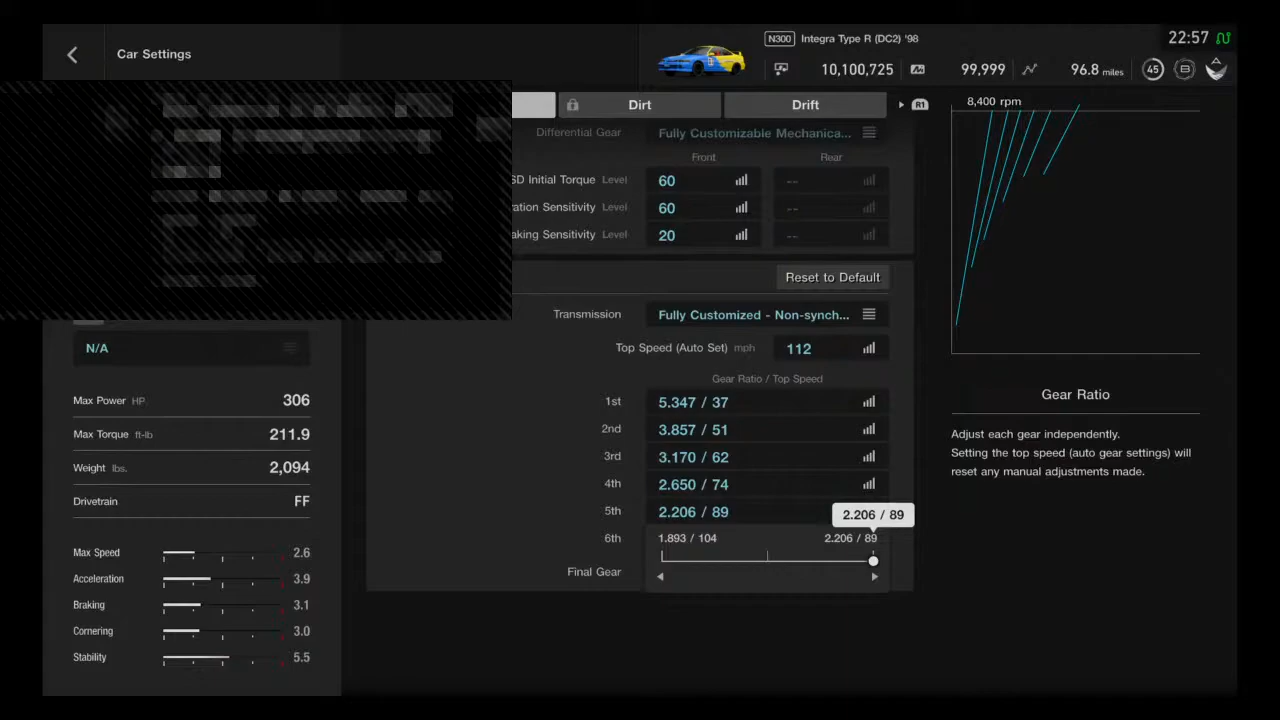 Car Settings
N300 Integra Type R (DC2) '98
22:57
10,100,725
99,999
96.8 miles
45
B
Dirt
Drift
R1
8,400 rpm
Differential Gear Fully Customizable Mechanica...
Front Rear
SD Initial Torque Level 60 --
ration Sensitivity Level 60 --
aking Sensitivity Level 20 --
Reset to Default
Transmission Fully Customized - Non-synch...
Top Speed (Auto Set) mph 112
Gear Ratio / Top Speed
1st 5.347 / 37
2nd 3.857 / 51
3rd 3.170 / 62
4th 2.650 / 74
5th 2.206 / 89
2.206 / 89
6th 1.893 / 104 2.206 / 89
Final Gear
N/A
Max Power HP 306
Max Torque ft-lb 211.9
Weight lbs. 2,094
Drivetrain FF
Max Speed 2.6
Acceleration 3.9
Braking 3.1
Cornering 3.0
Stability 5.5
Gear Ratio
Adjust each gear independently.
Setting the top speed (auto gear settings) will
reset any manual adjustments made.